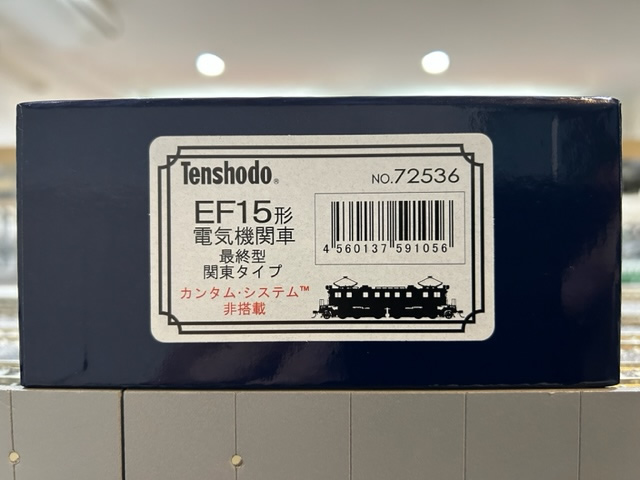 Tenshodo®
NO.72536
EF15形
電気機関車
最終型
関東タイプ
カンタム・システム™
非搭載
4 560137 591056